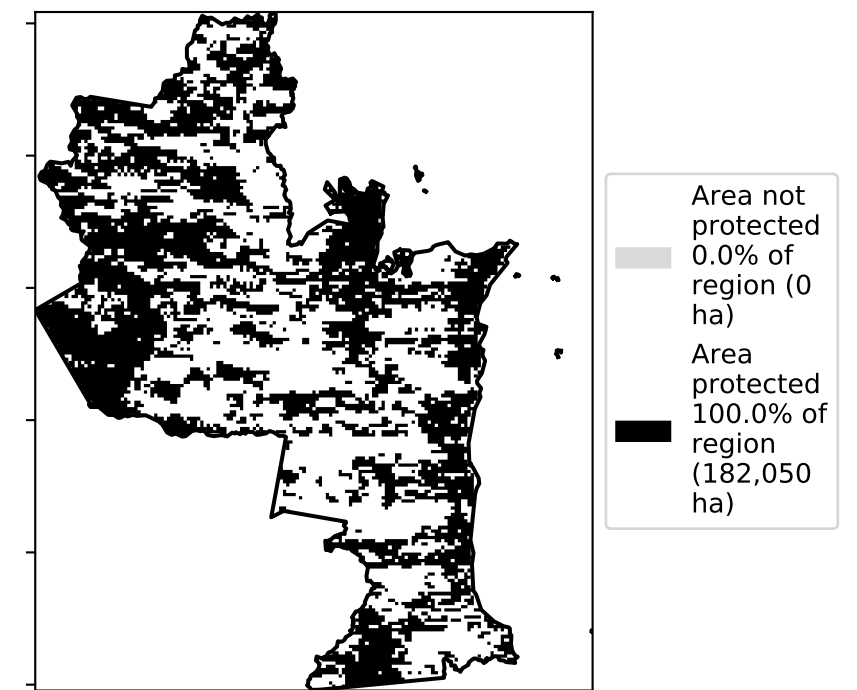 Area not
protected
0.0% of
region (0
ha)
Area
protected
100.0% of
region
(182,050
ha)